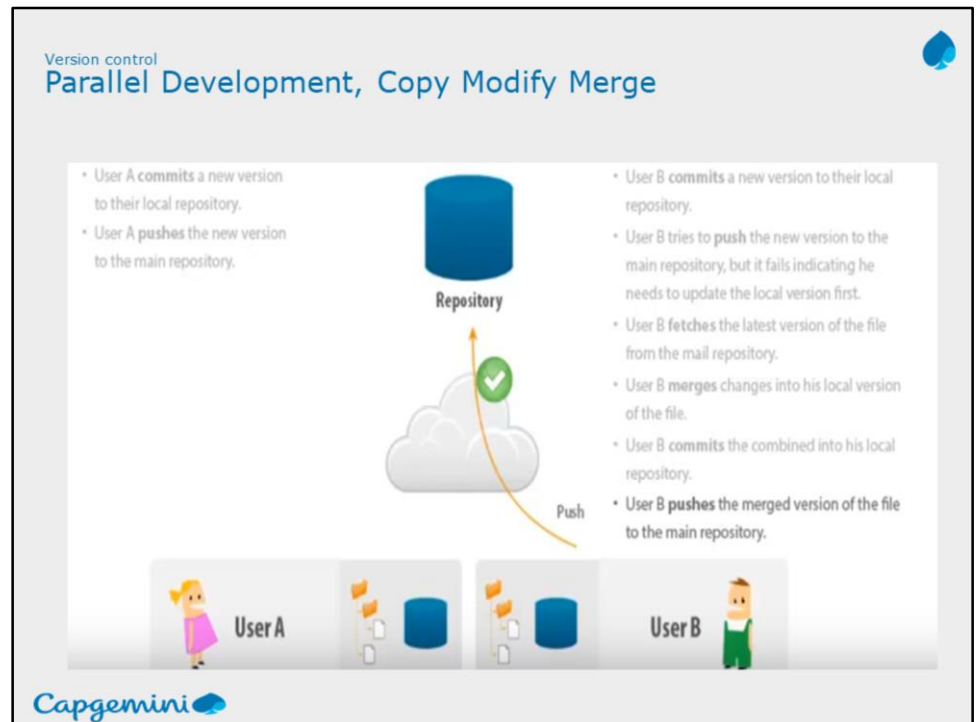 Version control
Parallel Development, Copy Modify Merge
• User A commits a new version
to their local repository.
• User A pushes the new version
to the main repository.
Repository
• User B commits a new version to their local
repository.
• User B tries to push the new version to the
main repository, but it fails indicating he
needs to update the local version first.
• User B fetches the latest version of the file
from the mail repository.
• User B merges changes into his local version
of the file.
• User B commits the combined into his local
repository.
• User B pushes the merged version of the file
to the main repository.
Push
User A
User B
Capgemini